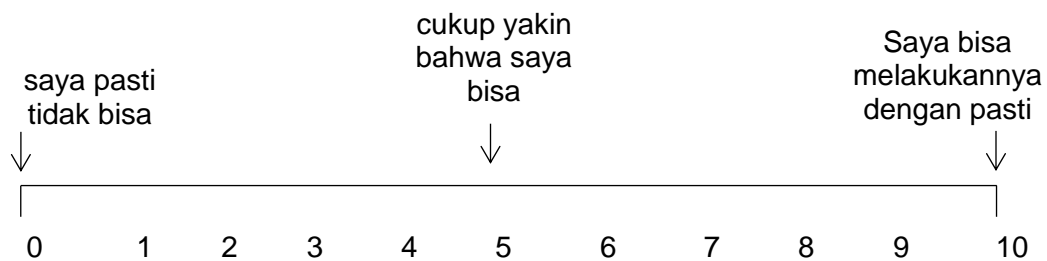 saya pasti
tidak bisa
cukup yakin
bahwa saya
bisa
Saya bisa
melakukannya
dengan pasti
0 1 2 3 4 5 6 7 8 9 10